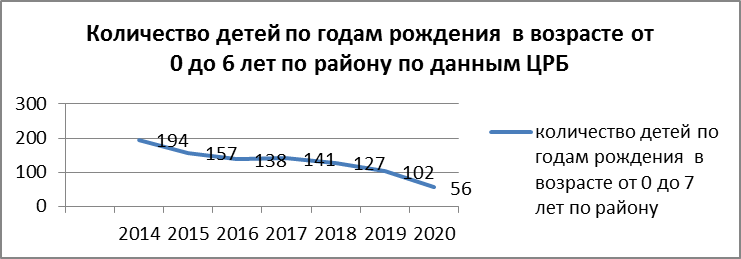 Количество детей по годам рождения в возрасте от
0 до 6 лет по району по данным ЦРБ
300
200
100
0
194
157
138
141
127
102
56
2014 2015 2016 2017 2018 2019 2020
количество детей по
годам рождения в
возрасте от 0 до 7
лет по району